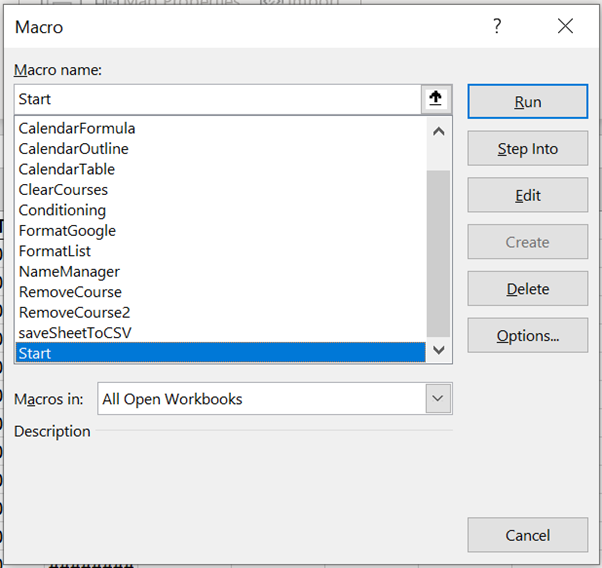 Macro
?
Macro name:
Start
Run
CalendarFormula
CalendarOutline
Step Into
CalendarTable
ClearCourses
Edit
Conditioning
FormatGoogle
Create
FormatList
NameManager
Delete
RemoveCourse
RemoveCourse2
Options...
saveSheetToCSV
Start
Macros in:
All Open Workbooks
Description
Cancel
########